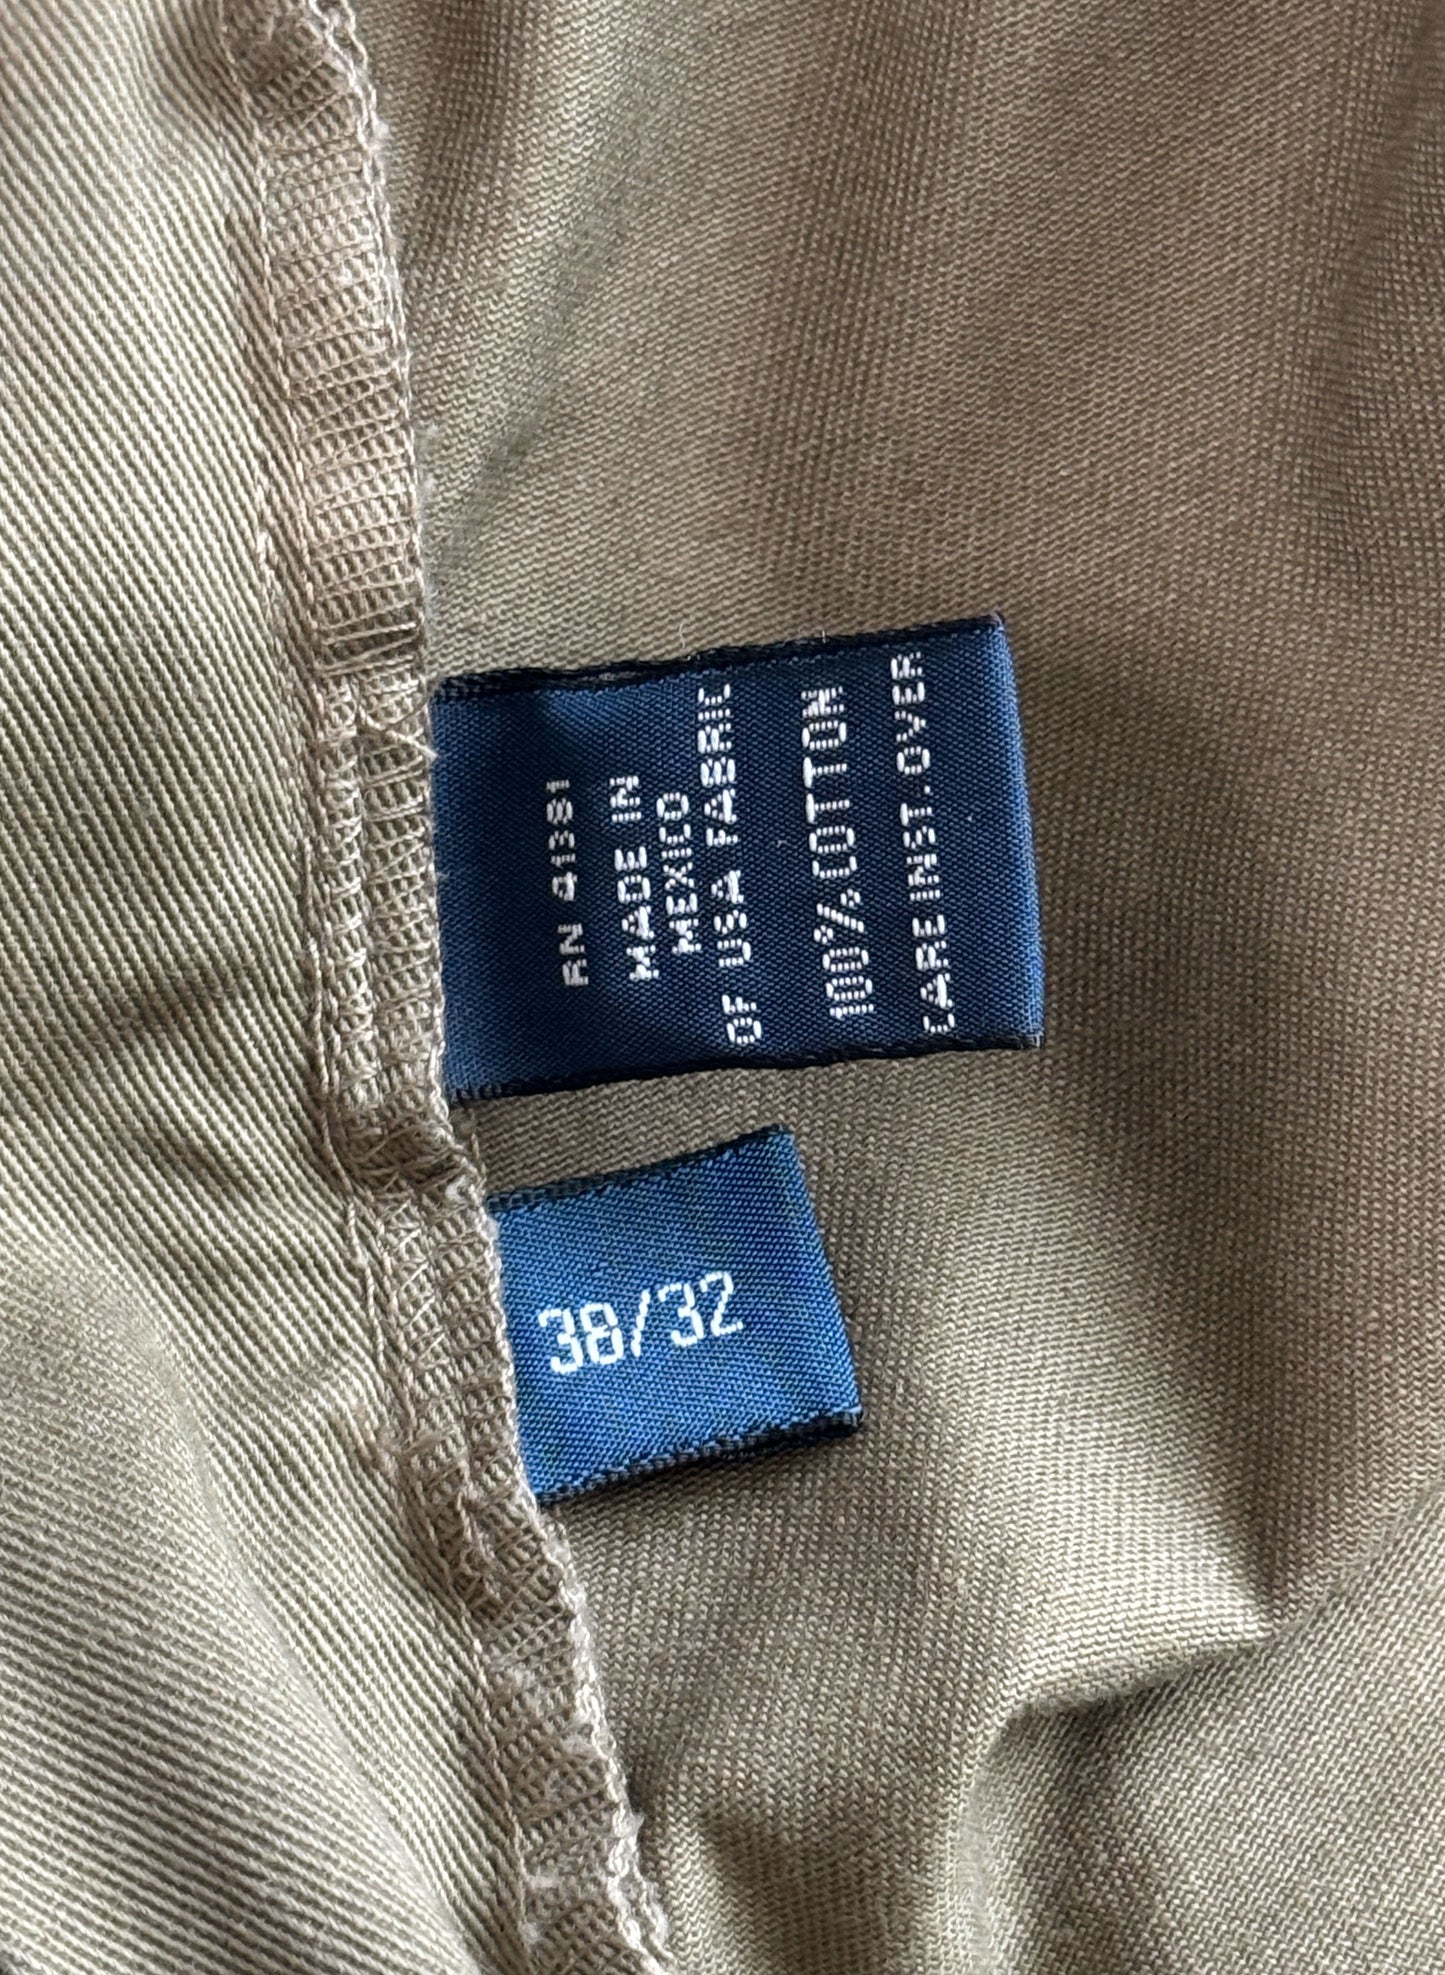 RN 41381
MADE IN
MEXICO
OF USA FABRIC
100% COTTON
CARE INST. OVER
38/32